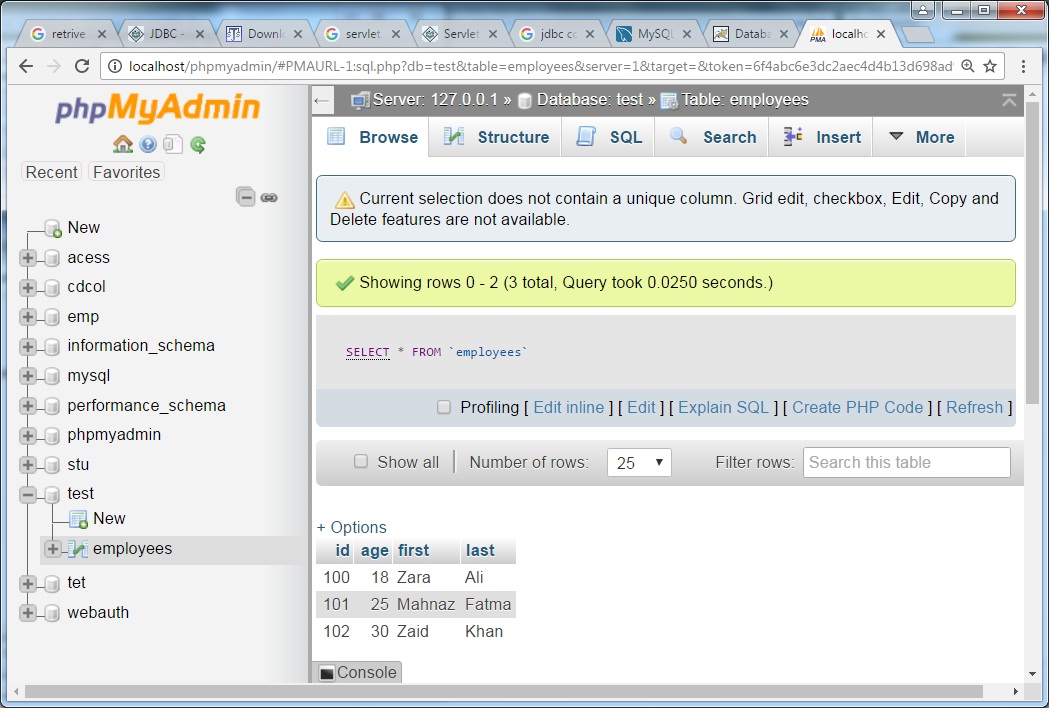 retrive
JDBC -
Downl
servlet
Servlet
jdbc co
MySQL
Datab
localho
localhost/phpmyadmin/#PMAURL-1:sql.php?db=test&table=employees&server=1&target=&token=6f4abc6e3dc2aec4d4b13d698ad
phpMyAdmin
Recent Favorites
New
acess
cdcol
emp
information_schema
mysql
performance_schema
phpmyadmin
stu
test
New
employees
tet
webauth
Server: 127.0.0.1 » Database: test » Table: employees
Browse Structure SQL Search Insert More
Current selection does not contain a unique column. Grid edit, checkbox, Edit, Copy and
Delete features are not available.
Showing rows 0 - 2 (3 total, Query took 0.0250 seconds.)
SELECT * FROM `employees`
Profiling [ Edit inline ] [ Edit ] [ Explain SQL ] [ Create PHP Code ] [ Refresh ]
Show all Number of rows: 25 Filter rows: Search this table
+ Options
id age first last
100 18 Zara Ali
101 25 Mahnaz Fatma
102 30 Zaid Khan
Console